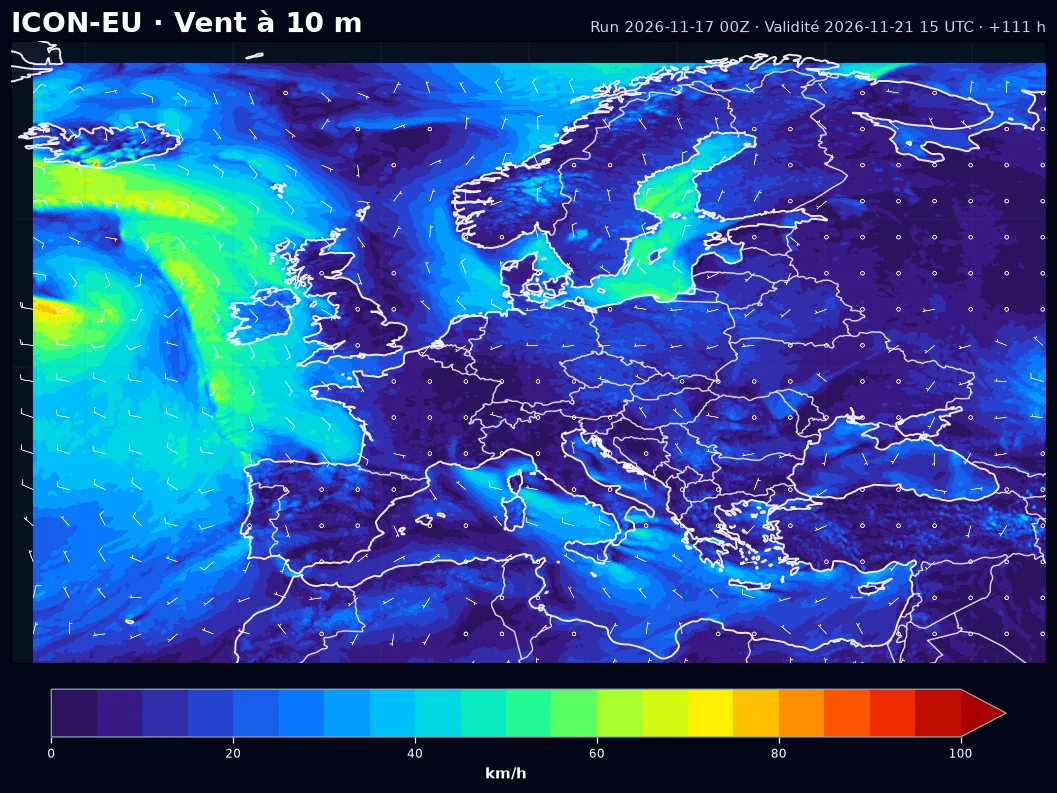 ICON-EU · Vent à 10 m
Run 2026-11-17 00Z · Validité 2026-11-21 15 UTC · +111 h
0 20 40 60 80 100
km/h